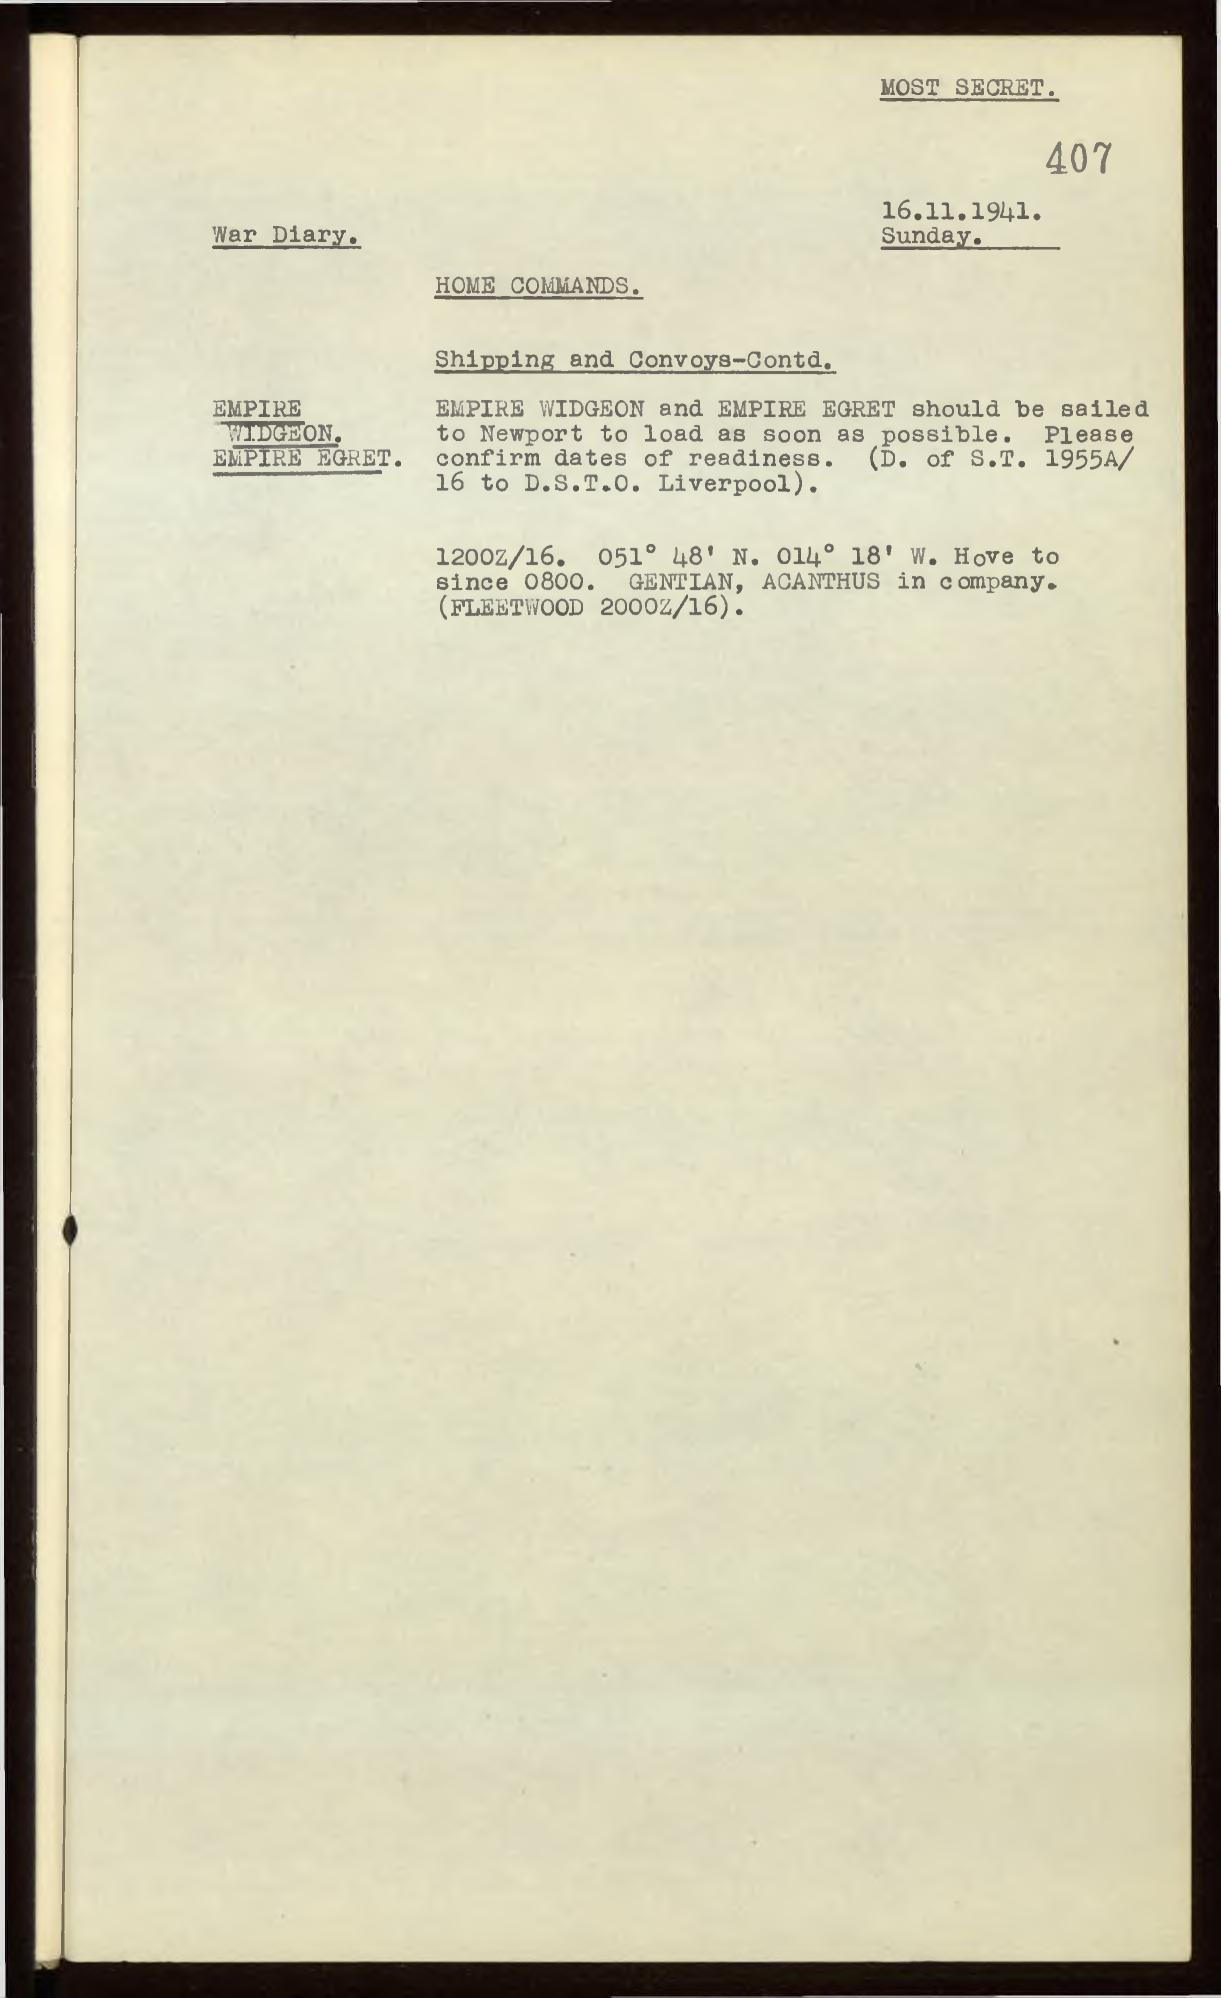 MOST SECRET.
407
16.11.1941.
War Diary.
Sunday.
HOME COMMANDS.
Shipping and Convoys-Contd.
EMPIRE
WIDGEON.
EMPIRE EGRET.
EMPIRE WIDGEON and EMPIRE EGRET should be sailed
to Newport to load as soon as possible. Please
confirm dates of readiness. (D. of S.T. 1955A/
16 to D.S.T.O. Liverpool).
1200Z/16. 051° 48' N. 014° 18' W. Hove to
since 0800. GENTIAN, ACANTHUS in company.
(FLEETWOOD 2000Z/16).